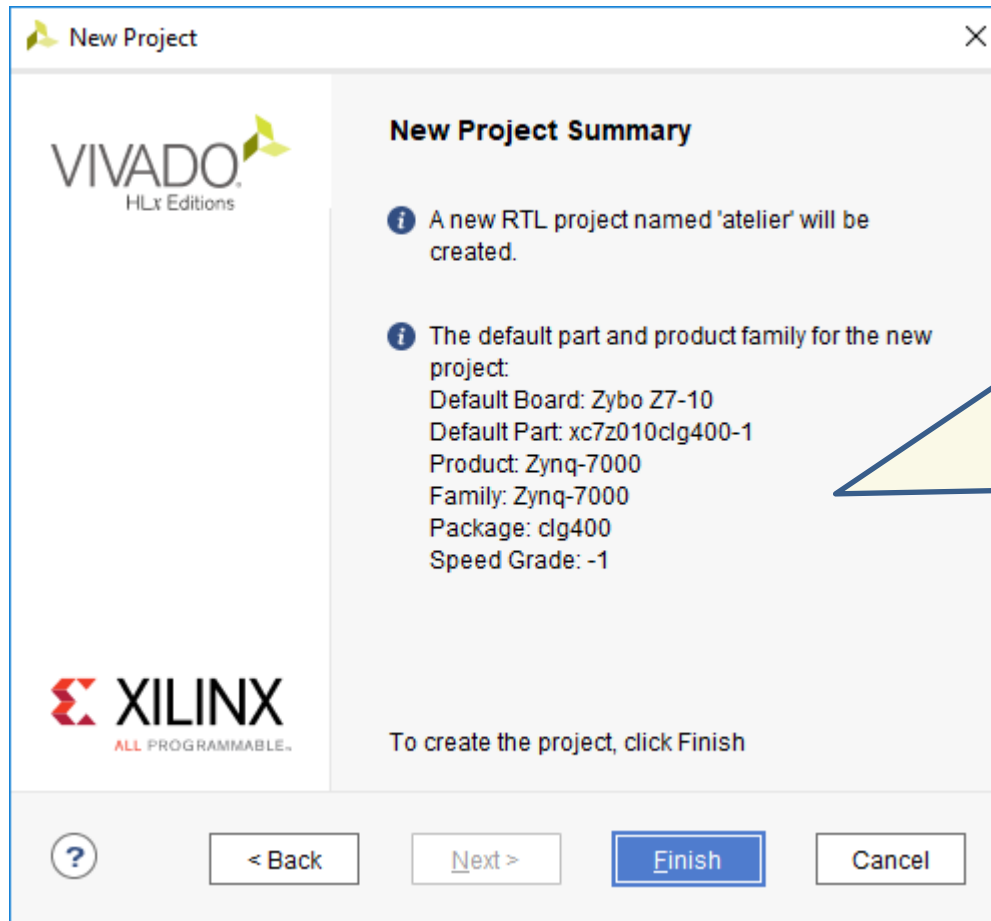 New Project
VIVADO
HLx Editions
New Project Summary
A new RTL project named 'atelier' will be
created.
The default part and product family for the new
project:
Default Board: Zybo Z7-10
Default Part: xc7z010clg400-1
Product: Zynq-7000
Family: Zynq-7000
Package: clg400
Speed Grade: -1
XILINX
ALL PROGRAMMABLE™
To create the project, click Finish
?
< Back
Next >
Finish
Cancel